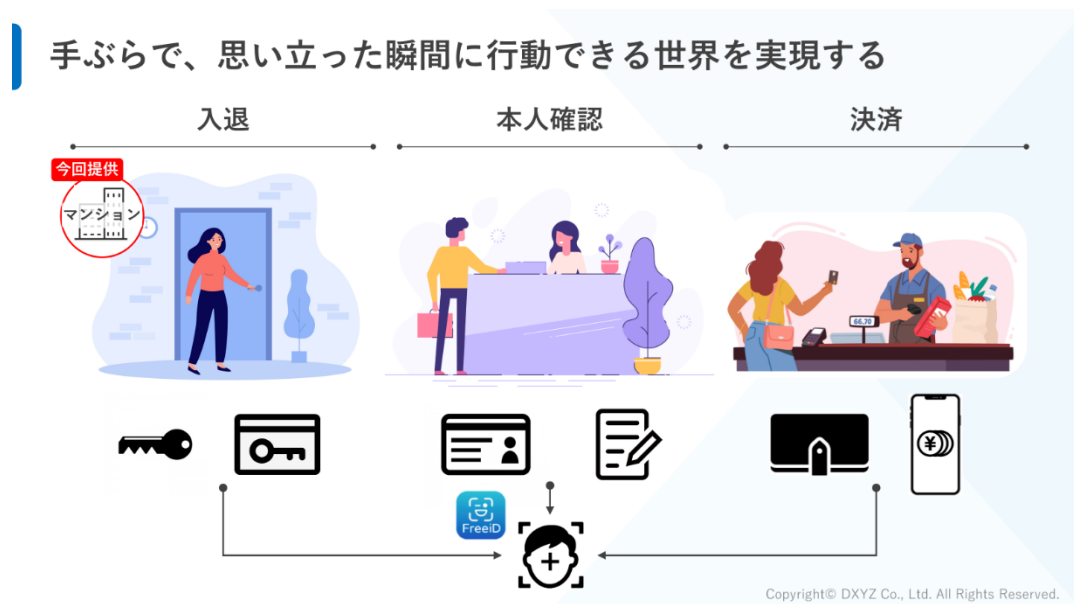 手ぶらで、思い立った瞬間に行動できる世界を実現する
入退
本人確認
決済
今回提供
マンション
66.70
¥
FreeiD
Copyright© DXYZ Co., Ltd. All Rights Reserved.